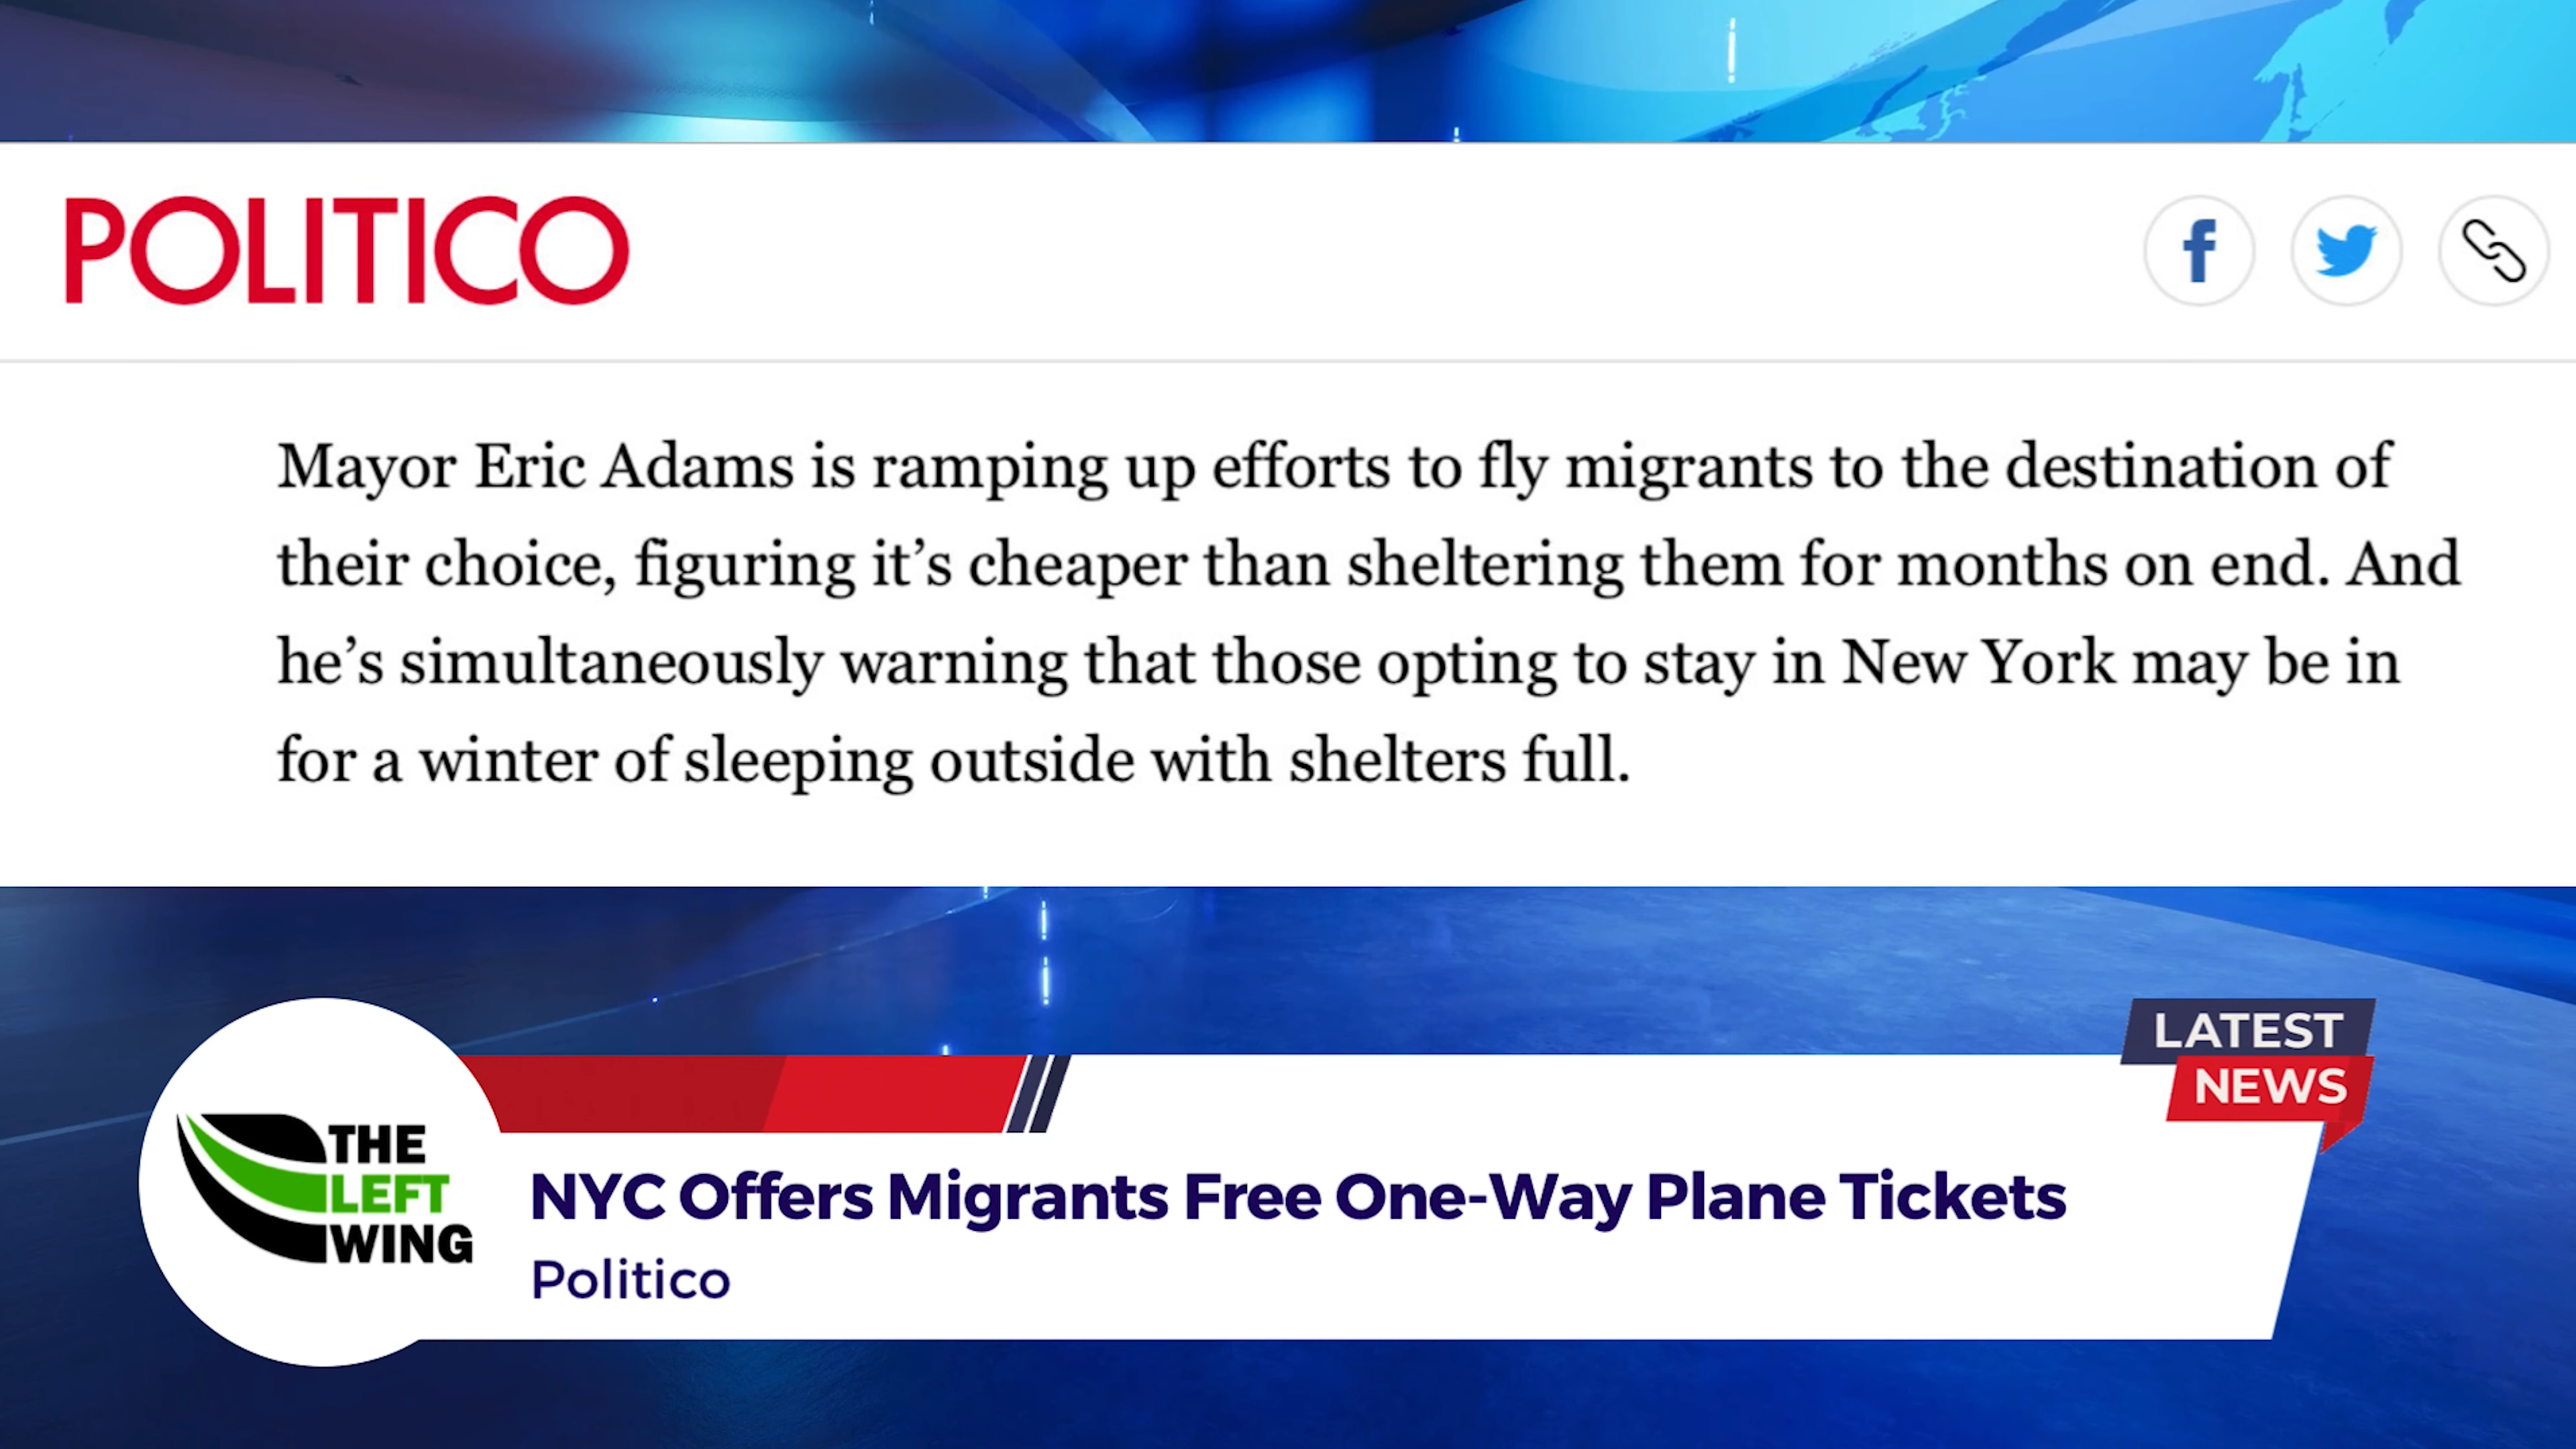 POLITICO
Mayor Eric Adams is ramping up efforts to fly migrants to the destination of
their choice, figuring it’s cheaper than sheltering them for months on end. And
he’s simultaneously warning that those opting to stay in New York may be in
for a winter of sleeping outside with shelters full.
LATEST
NEWS
THE
LEFT
WING
NYC Offers Migrants Free One-Way Plane Tickets
Politico